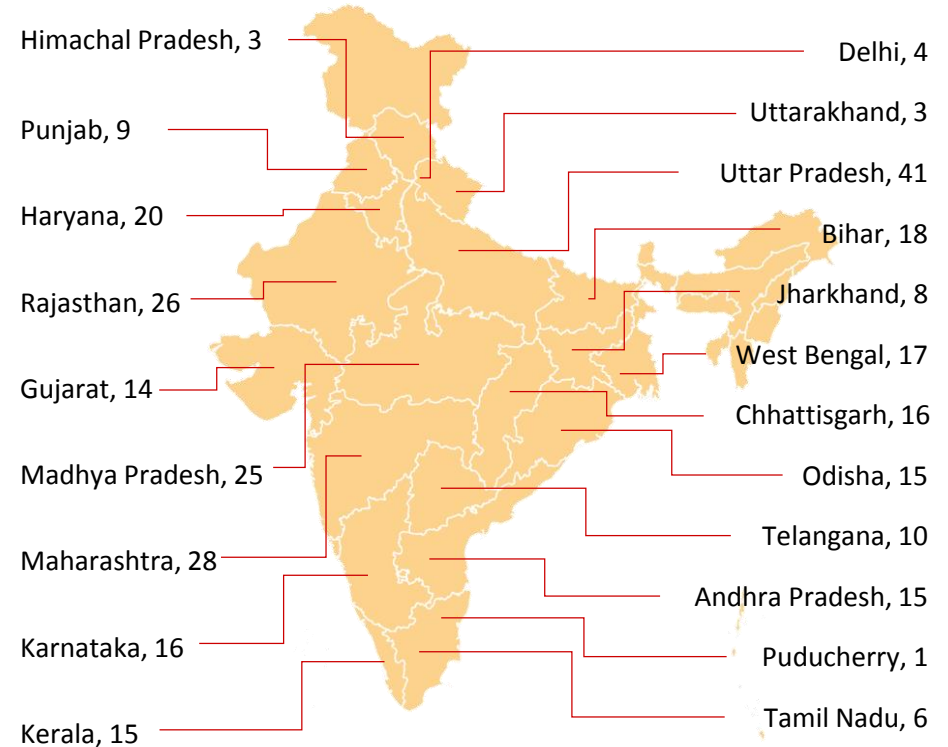 Himachal Pradesh, 3
Punjab, 9
Haryana, 20
Rajasthan, 26
Gujarat, 14
Madhya Pradesh, 25
Maharashtra, 28
Karnataka, 16
Kerala, 15
Delhi, 4
Uttarakhand, 3
Uttar Pradesh, 41
Bihar, 18
Jharkhand, 8
West Bengal, 17
Chhattisgarh, 16
Odisha, 15
Telangana, 10
Andhra Pradesh, 15
Puducherry, 1
Tamil Nadu, 6